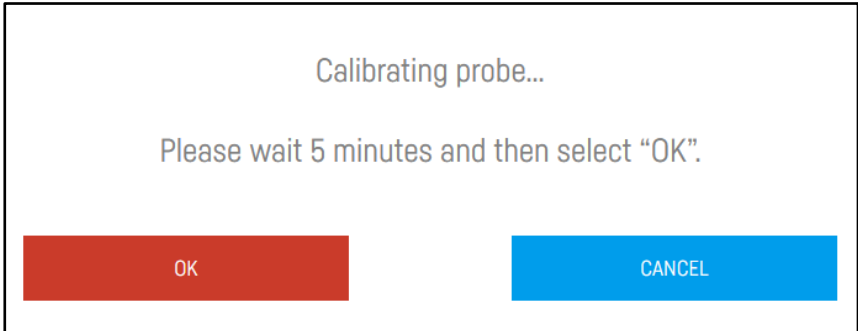 Calibrating probe...
Please wait 5 minutes and then select “OK”.
OK
CANCEL